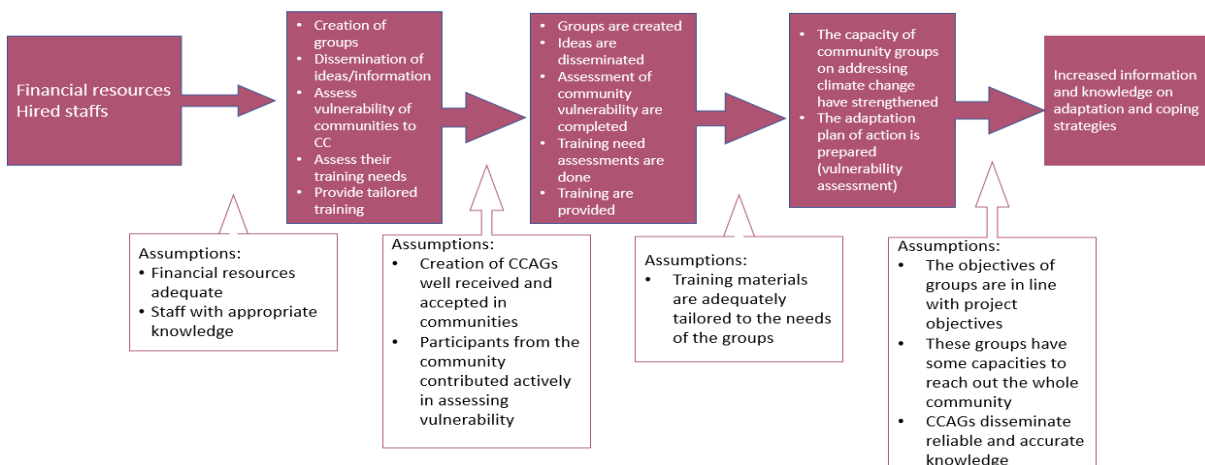 Financial resources
Hired staffs
• Creation of
groups
• Dissemination of
ideas/information
• Assess
vulnerability of
communities to
CC
• Assess their
training needs
• Provide tailored
training
• Groups are created
• Ideas are
disseminated
• Assessment of
community
vulnerability are
completed
• Training need
assessments are
done
• Training are
provided
• The capacity of
community groups
on addressing
climate change
have strengthened
• The adaptation
plan of action is
prepared
(vulnerability
assessment)
Increased information
and knowledge on
adaptation and coping
strategies
Assumptions:
• Financial resources
adequate
• Staff with appropriate
knowledge
Assumptions:
• Creation of CCAGs
well received and
accepted in
communities
• Participants from the
community
contributed actively
in assessing
vulnerability
Assumptions:
• Training materials
are adequately
tailored to the needs
of the groups
Assumptions:
• The objectives of
groups are in line
with project
objectives
• These groups have
some capacities to
reach out the whole
community
• CCAGs disseminate
reliable and accurate
knowledge